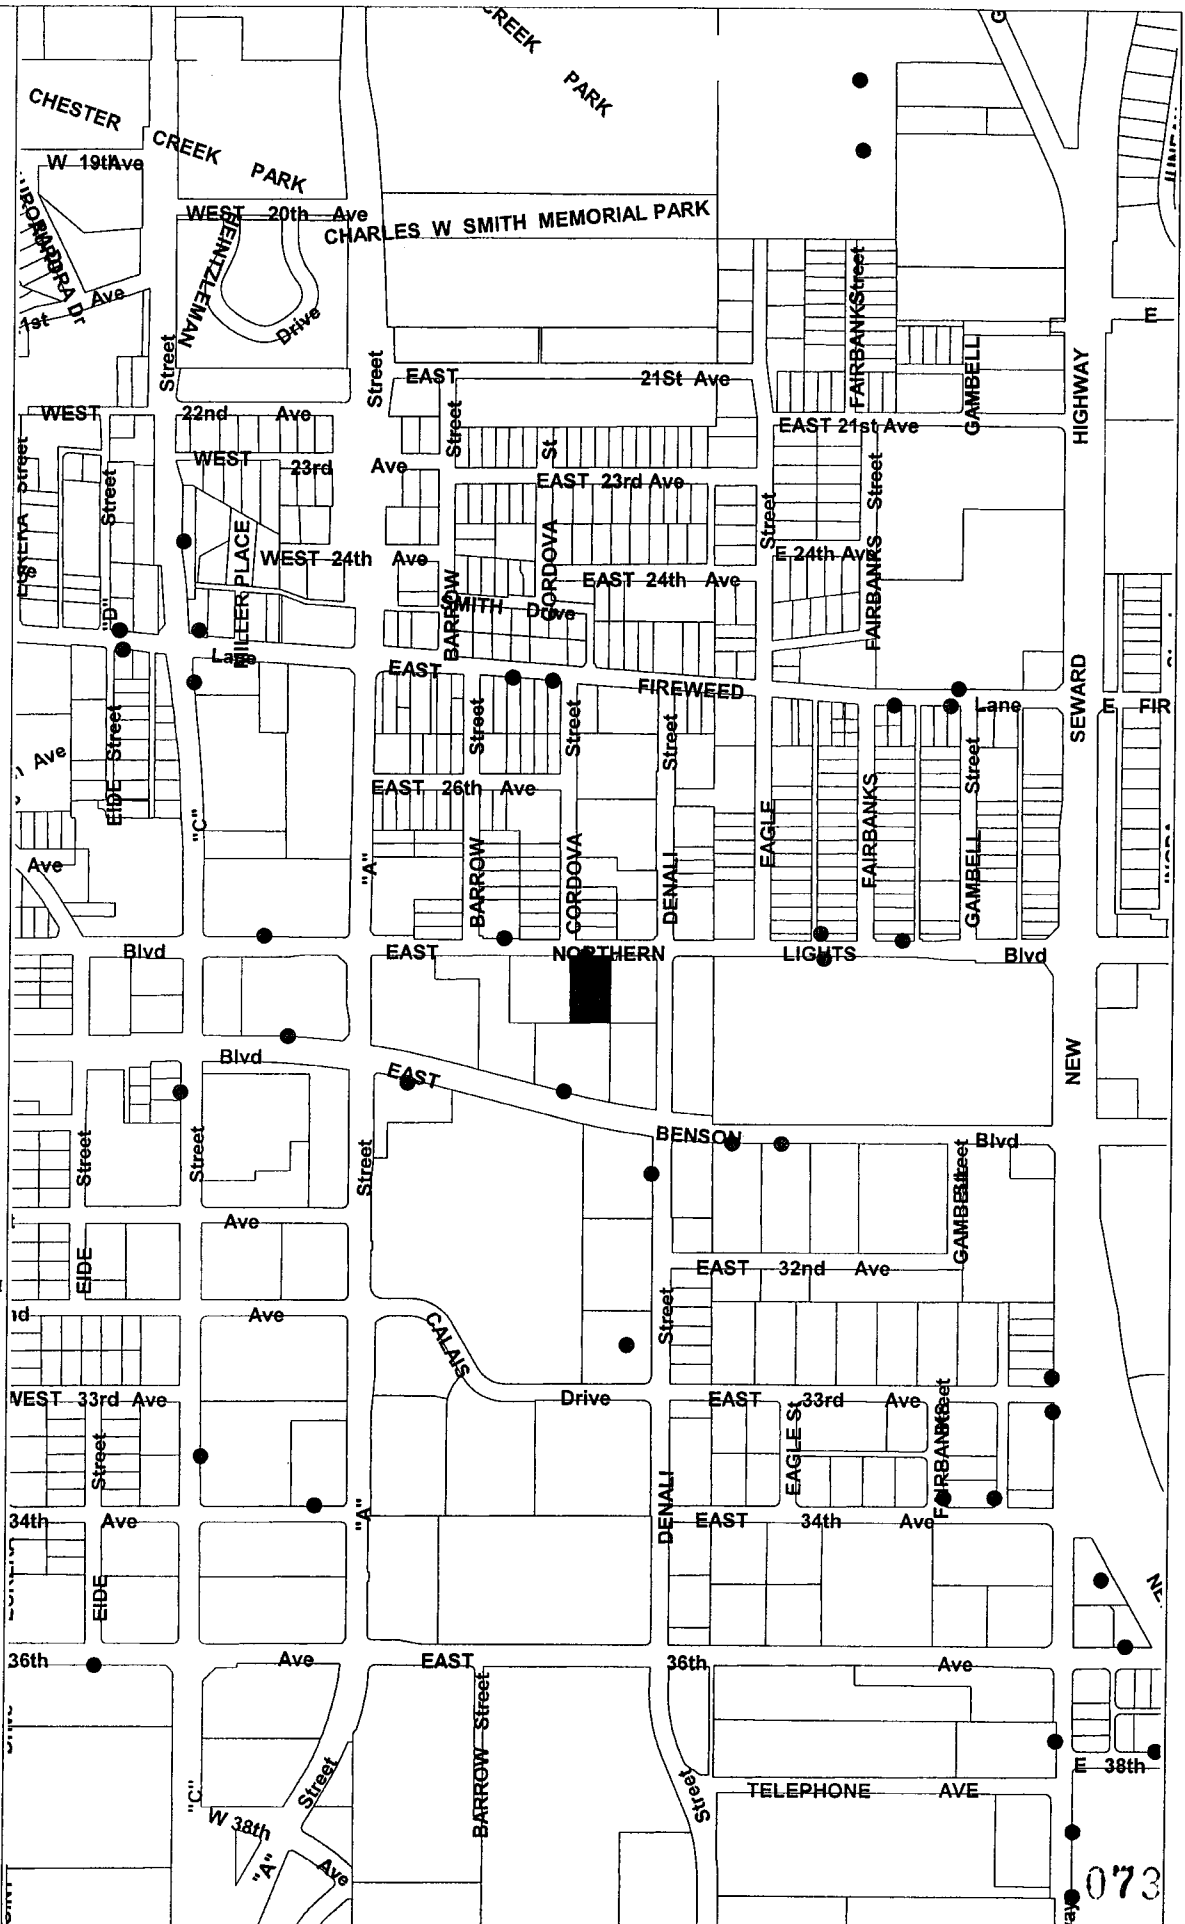 CREEK
PARK
G
CHESTER
CREEK
PARK
W 19th Ave
WEST 20th Ave
CHARLES W SMITH MEMORIAL PARK
HEINTZLEMAN
Drive
Dr
Ave
Street
Street
FAIRBANKS Street
GAMBELL
HIGHWAY
E
EAST 21St Ave
WEST 22nd Ave
EAST 21st Ave
Street
St
WEST 23rd Ave
EAST 23rd Ave
Street
Street
Street
Street
CORDOVA
MILLER PLACE
WEST 24th Ave
E 24th Ave
EAST 24th Ave
FAIRBANKS
BARROW
SMITH Drive
"D"
Lane
EAST FIREWEED Lane
E FIR
SEWARD
Street
Street
Street
Street
Street
Ave
EIDE
EAST 26th Ave
"C"
"A"
BARROW
CORDOVA
DENALI
EAGLE
FAIRBANKS
GAMBELL
Ave
Blvd
EAST NORTHERN LIGHTS Blvd
NEW
Blvd
EAST BENSON Blvd
Street
Street
Street
GAMBELL Street
Ave
EIDE
EAST 32nd Ave
Ave
CALAIS Drive
Street
WEST 33rd Ave
EAST 33rd Ave
Street
EAGLE St
FAIRBANKS Street
"A"
DENALI
34th Ave
EAST 34th Ave
EIDE
36th Ave
EAST 36th Ave
BARROW Street
Street
Street
"C"
W 38th Ave
"A"
TELEPHONE AVE
E 38th
073